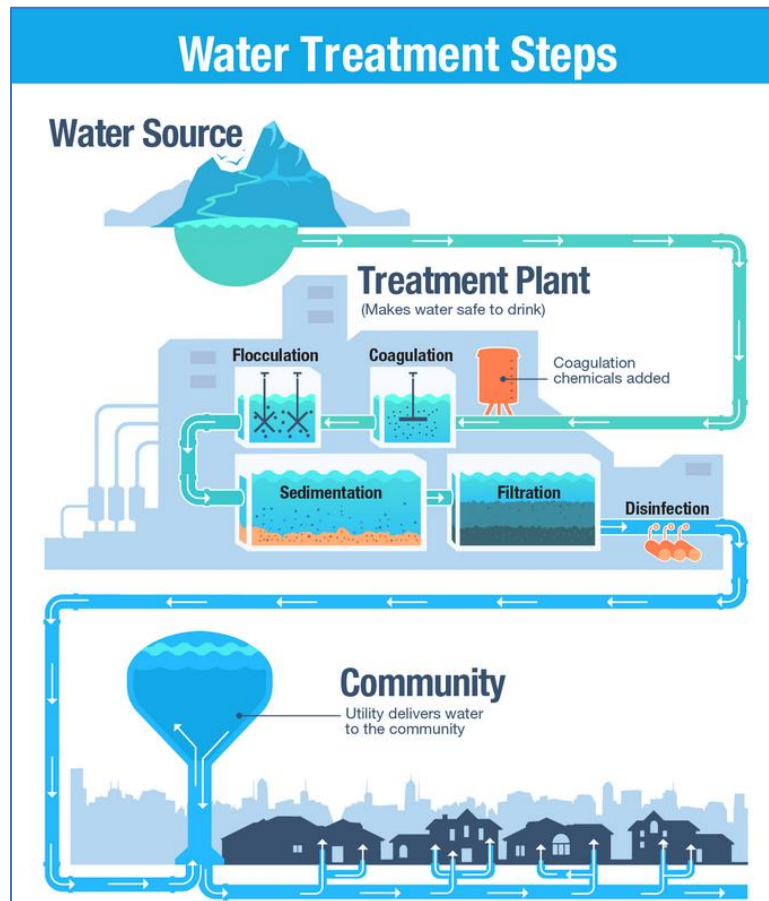 Water Treatment Steps
Water Source
Treatment Plant
(Makes water safe to drink)
Flocculation
Coagulation
Coagulation
chemicals added
Sedimentation
Filtration
Disinfection
Community
Utility delivers water
to the community